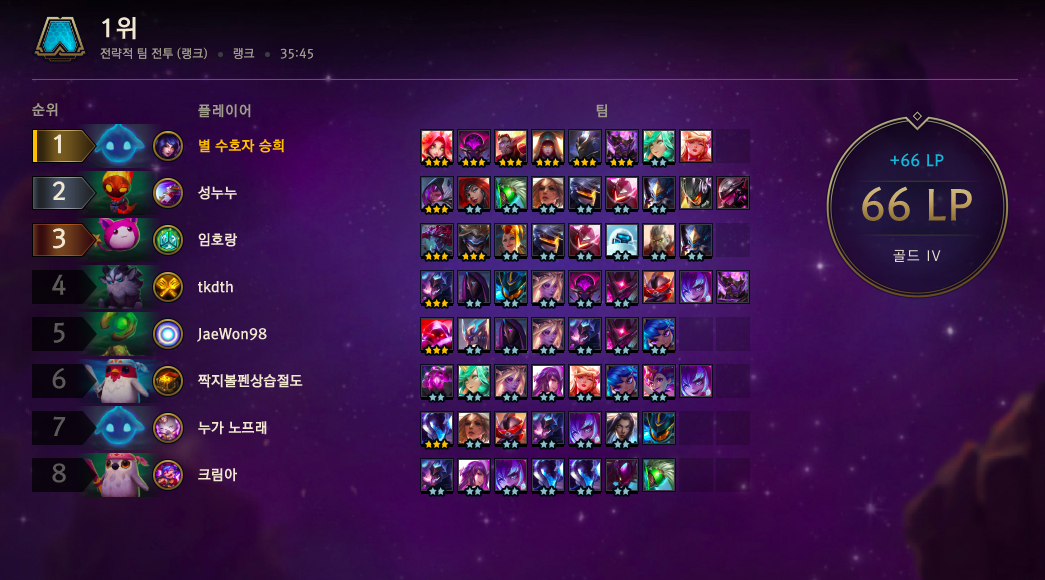 1위
전략적 팀 전투 (랭크) • 랭크 • 35:45
순위 플레이어 팀
1 별 수호자 승희
2 성누누
3 임호랑
4 tkdth
5 JaeWon98
6 짝지볼펜상습절도
7 누가 노프래
8 크림아
+66 LP
66 LP
골드 IV